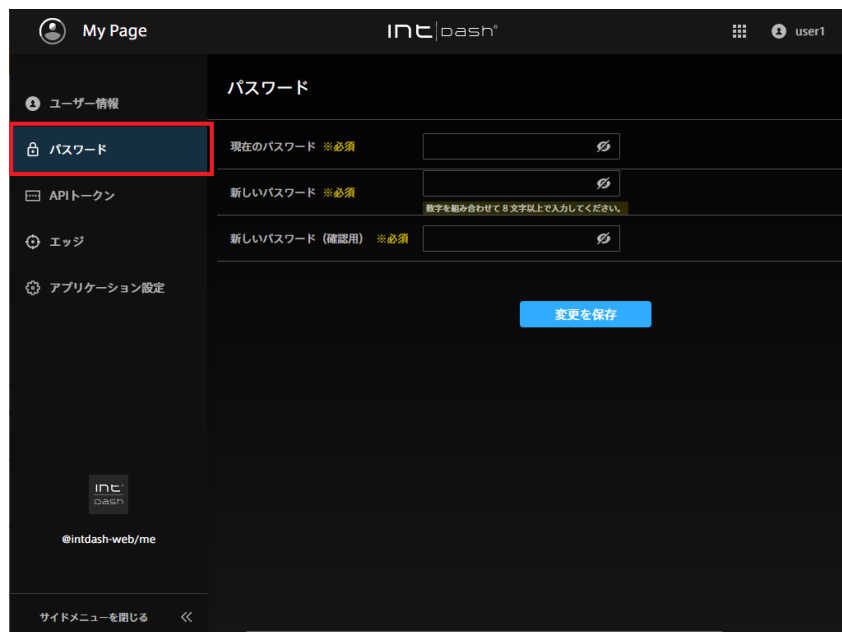 My Page
INT DASH
user1
ユーザー情報
パスワード
APIトークン
エッジ
アプリケーション設定
INT
DASH
@intdash-web/me
サイドメニューを閉じる
パスワード
現在のパスワード ※必須
新しいパスワード ※必須
数字を組み合わせて８文字以上で入力してください。
新しいパスワード（確認用） ※必須
変更を保存